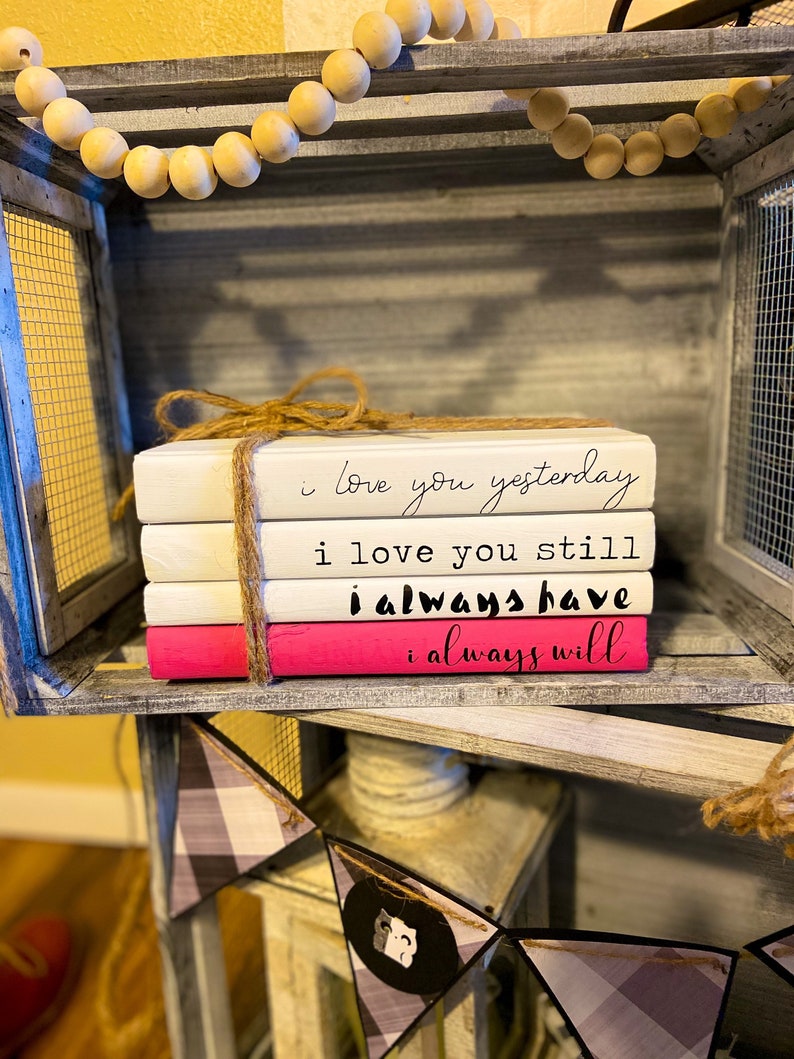 i love you yesterday
i love you still
i always have
i always will